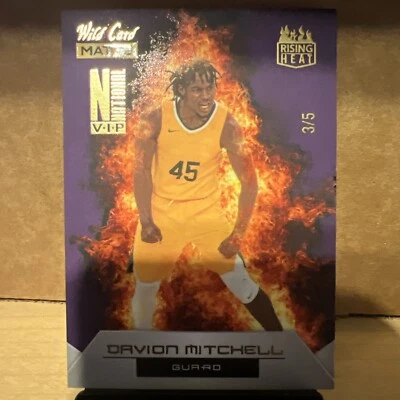 Wild Card
MATTE
NATIONAL
V.I.P
RISING
HEAT
3/5
45
DAVION MITCHELL
GUARD